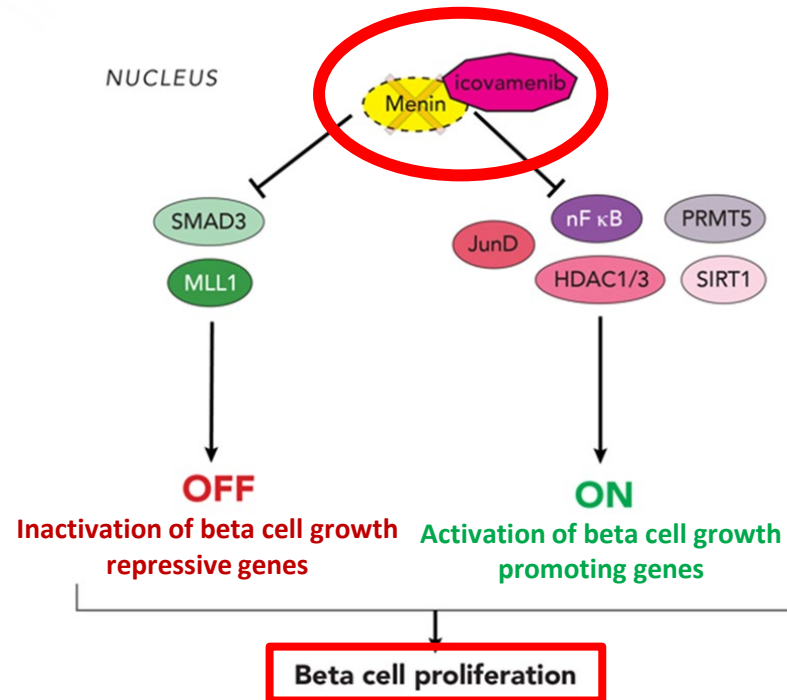 NUCLEUS
Menin
icovamenib
SMAD3
MLL1
JunD
nF κB
PRMT5
HDAC1/3
SIRT1
OFF
Inactivation of beta cell growth
repressive genes
ON
Activation of beta cell growth
promoting genes
Beta cell proliferation